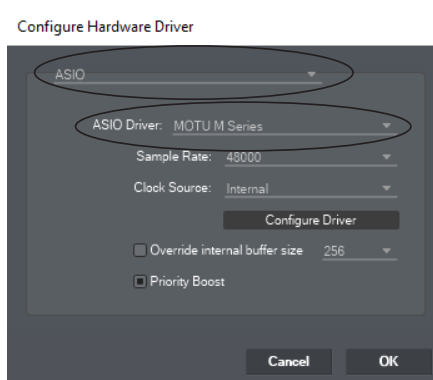 Configure Hardware Driver
ASIO
ASIO Driver: MOTU M Series
Sample Rate: 48000
Clock Source: Internal
Configure Driver
Override internal buffer size 256
Priority Boost
Cancel OK